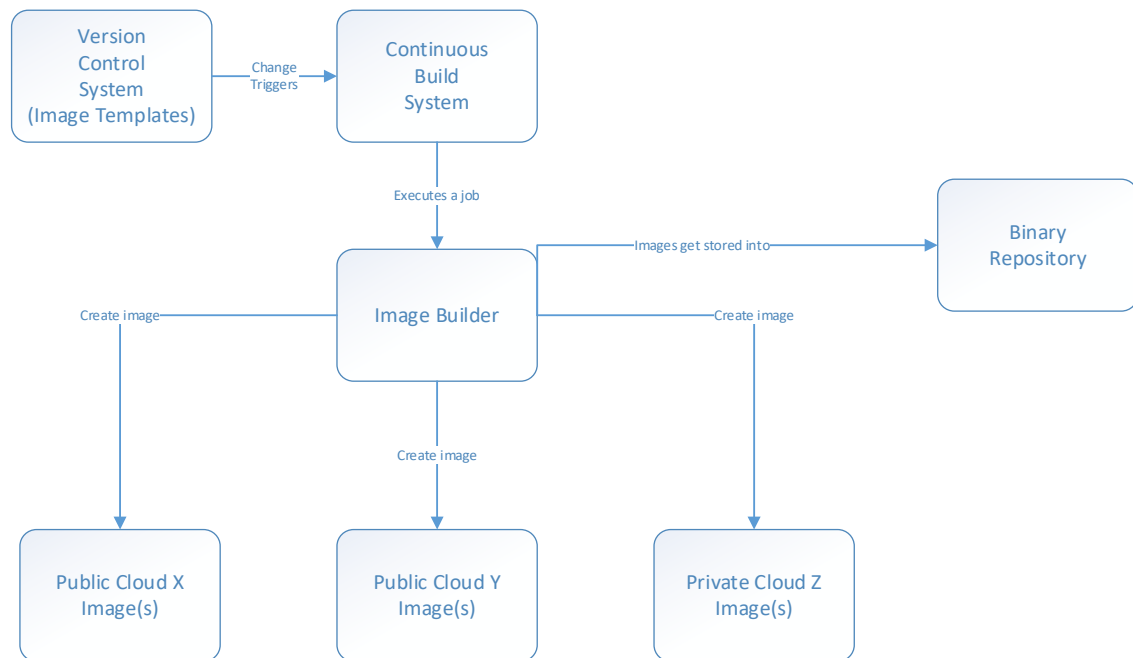 Version
Control
System
(Image Templates)
Change
Triggers
Continuous
Build
System
Executes a job
Images get stored into
Binary
Repository
Image Builder
Create image
Create image
Create image
Public Cloud X
Image(s)
Public Cloud Y
Image(s)
Private Cloud Z
Image(s)